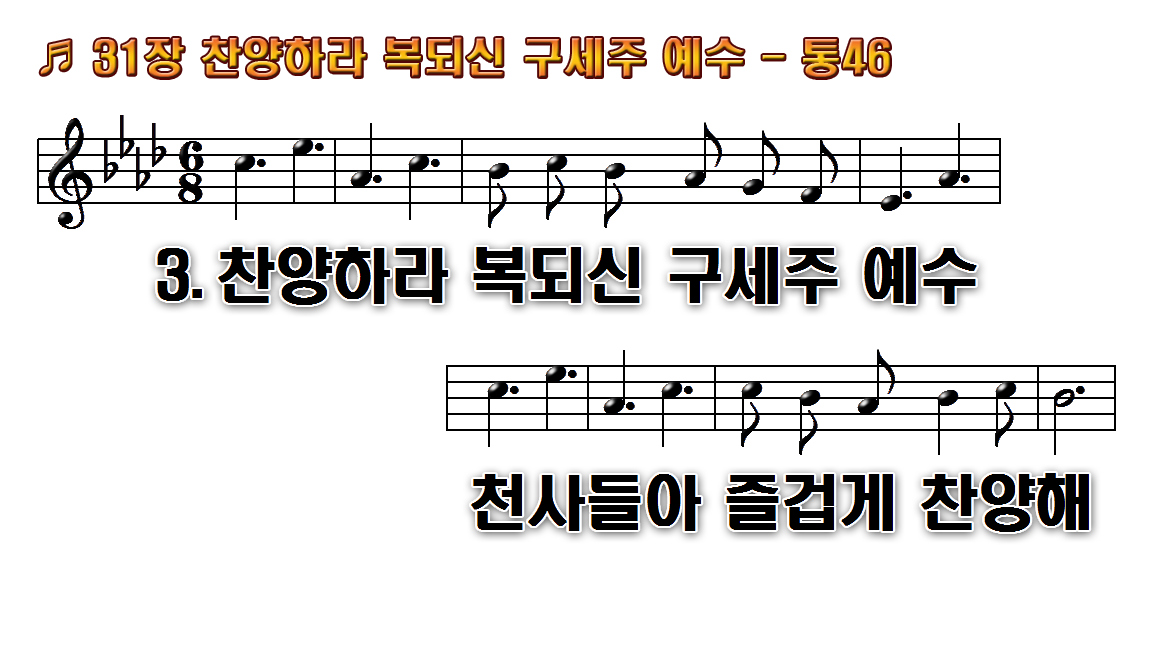 ♬ 31장 찬양하라 복되신 구세주 예수 - 통46
6
8
3. 찬양하라 복되신 구세주 예수
천사들아 즐겁게 찬양해